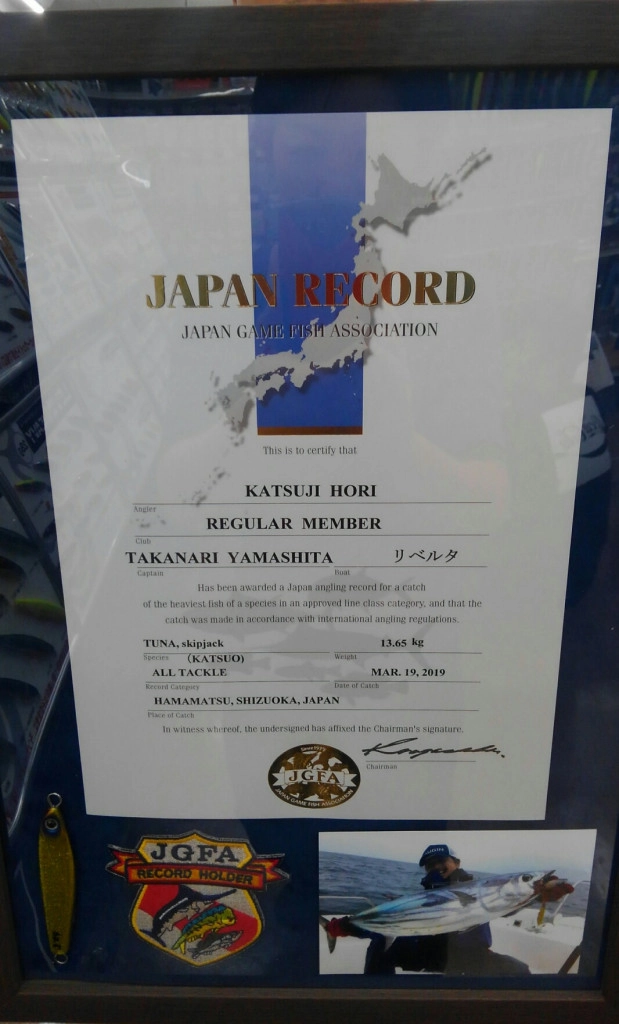 JAPAN RECORD
JAPAN GAME FISH ASSOCIATION
This is to certify that
KATSUJI HORI
Angler
REGULAR MEMBER
Club
TAKANARI YAMASHITA リベルタ
Captain Boat
Has been awarded a Japan angling record for a catch
of the heaviest fish of a species in an approved line class category, and that the
catch was made in accordance with international angling regulations.
TUNA, skipjack 13.65 kg
Species (KATSUO) Weight
ALL TACKLE MAR. 19, 2019
Record Category Date of Catch
HAMAMATSU, SHIZUOKA, JAPAN
Place of Catch
In witness whereof, the undersigned has affixed the Chairman's signature.
Chairman
Since 1979
JGFA
JAPAN GAME FISH ASSOCIATION
JGFA
RECORD HOLDER